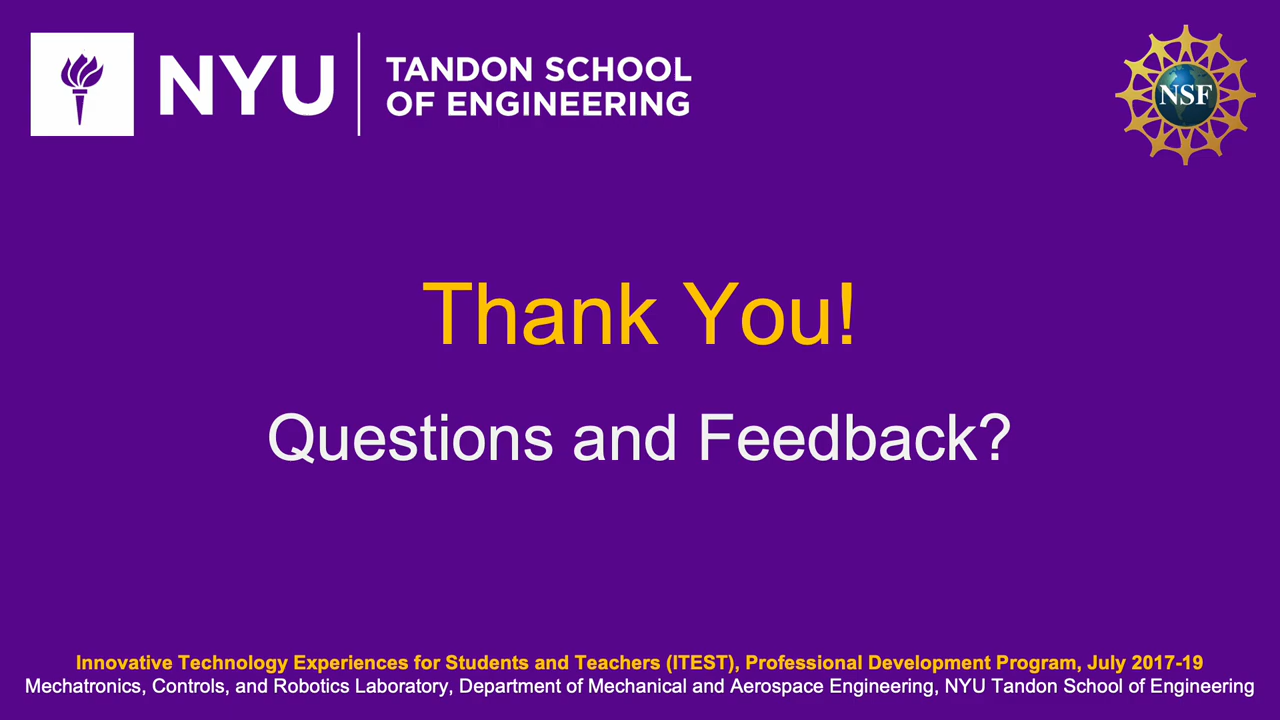 NYU
TANDON SCHOOL
OF ENGINEERING
NSF
Thank You!
Questions and Feedback?
Innovative Technology Experiences for Students and Teachers (ITEST), Professional Development Program, July 2017-19
Mechatronics, Controls, and Robotics Laboratory, Department of Mechanical and Aerospace Engineering, NYU Tandon School of Engineering